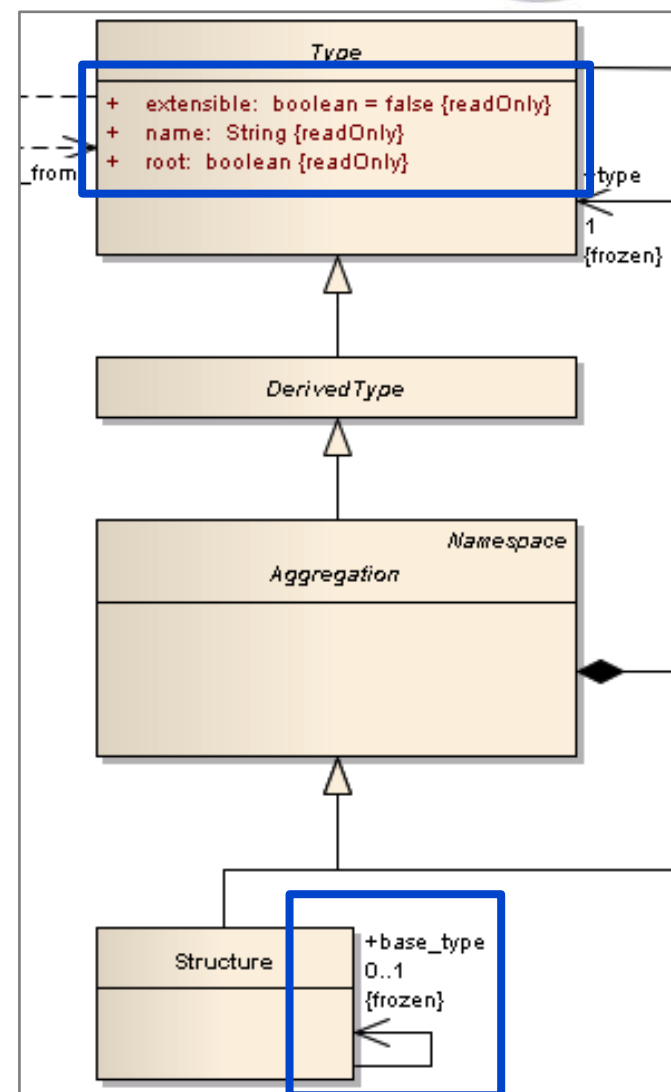 Type
+ extensible: boolean = false {readOnly}
+ name: String {readOnly}
+ root: boolean {readOnly}
_from
+type
1
{frozen}
DerivedType
Namespace
Aggregation
Structure
+base_type
0..1
{frozen}